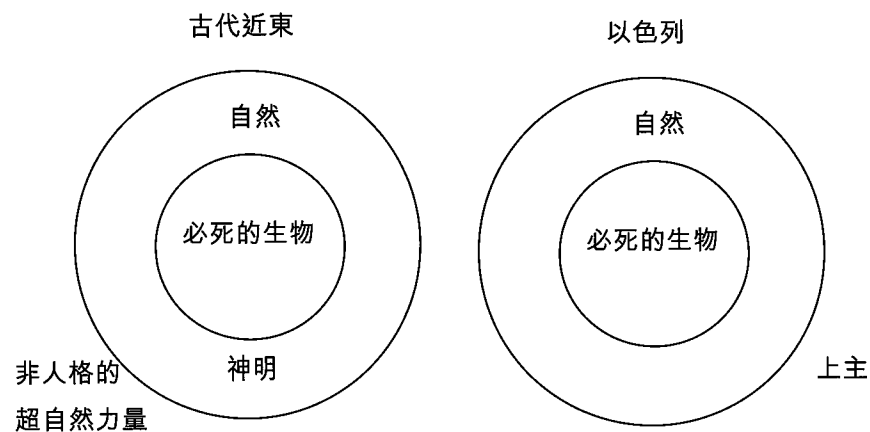 古代近東
以色列
自然
必死的生物
神明
非人格的
超自然力量
自然
必死的生物
上主